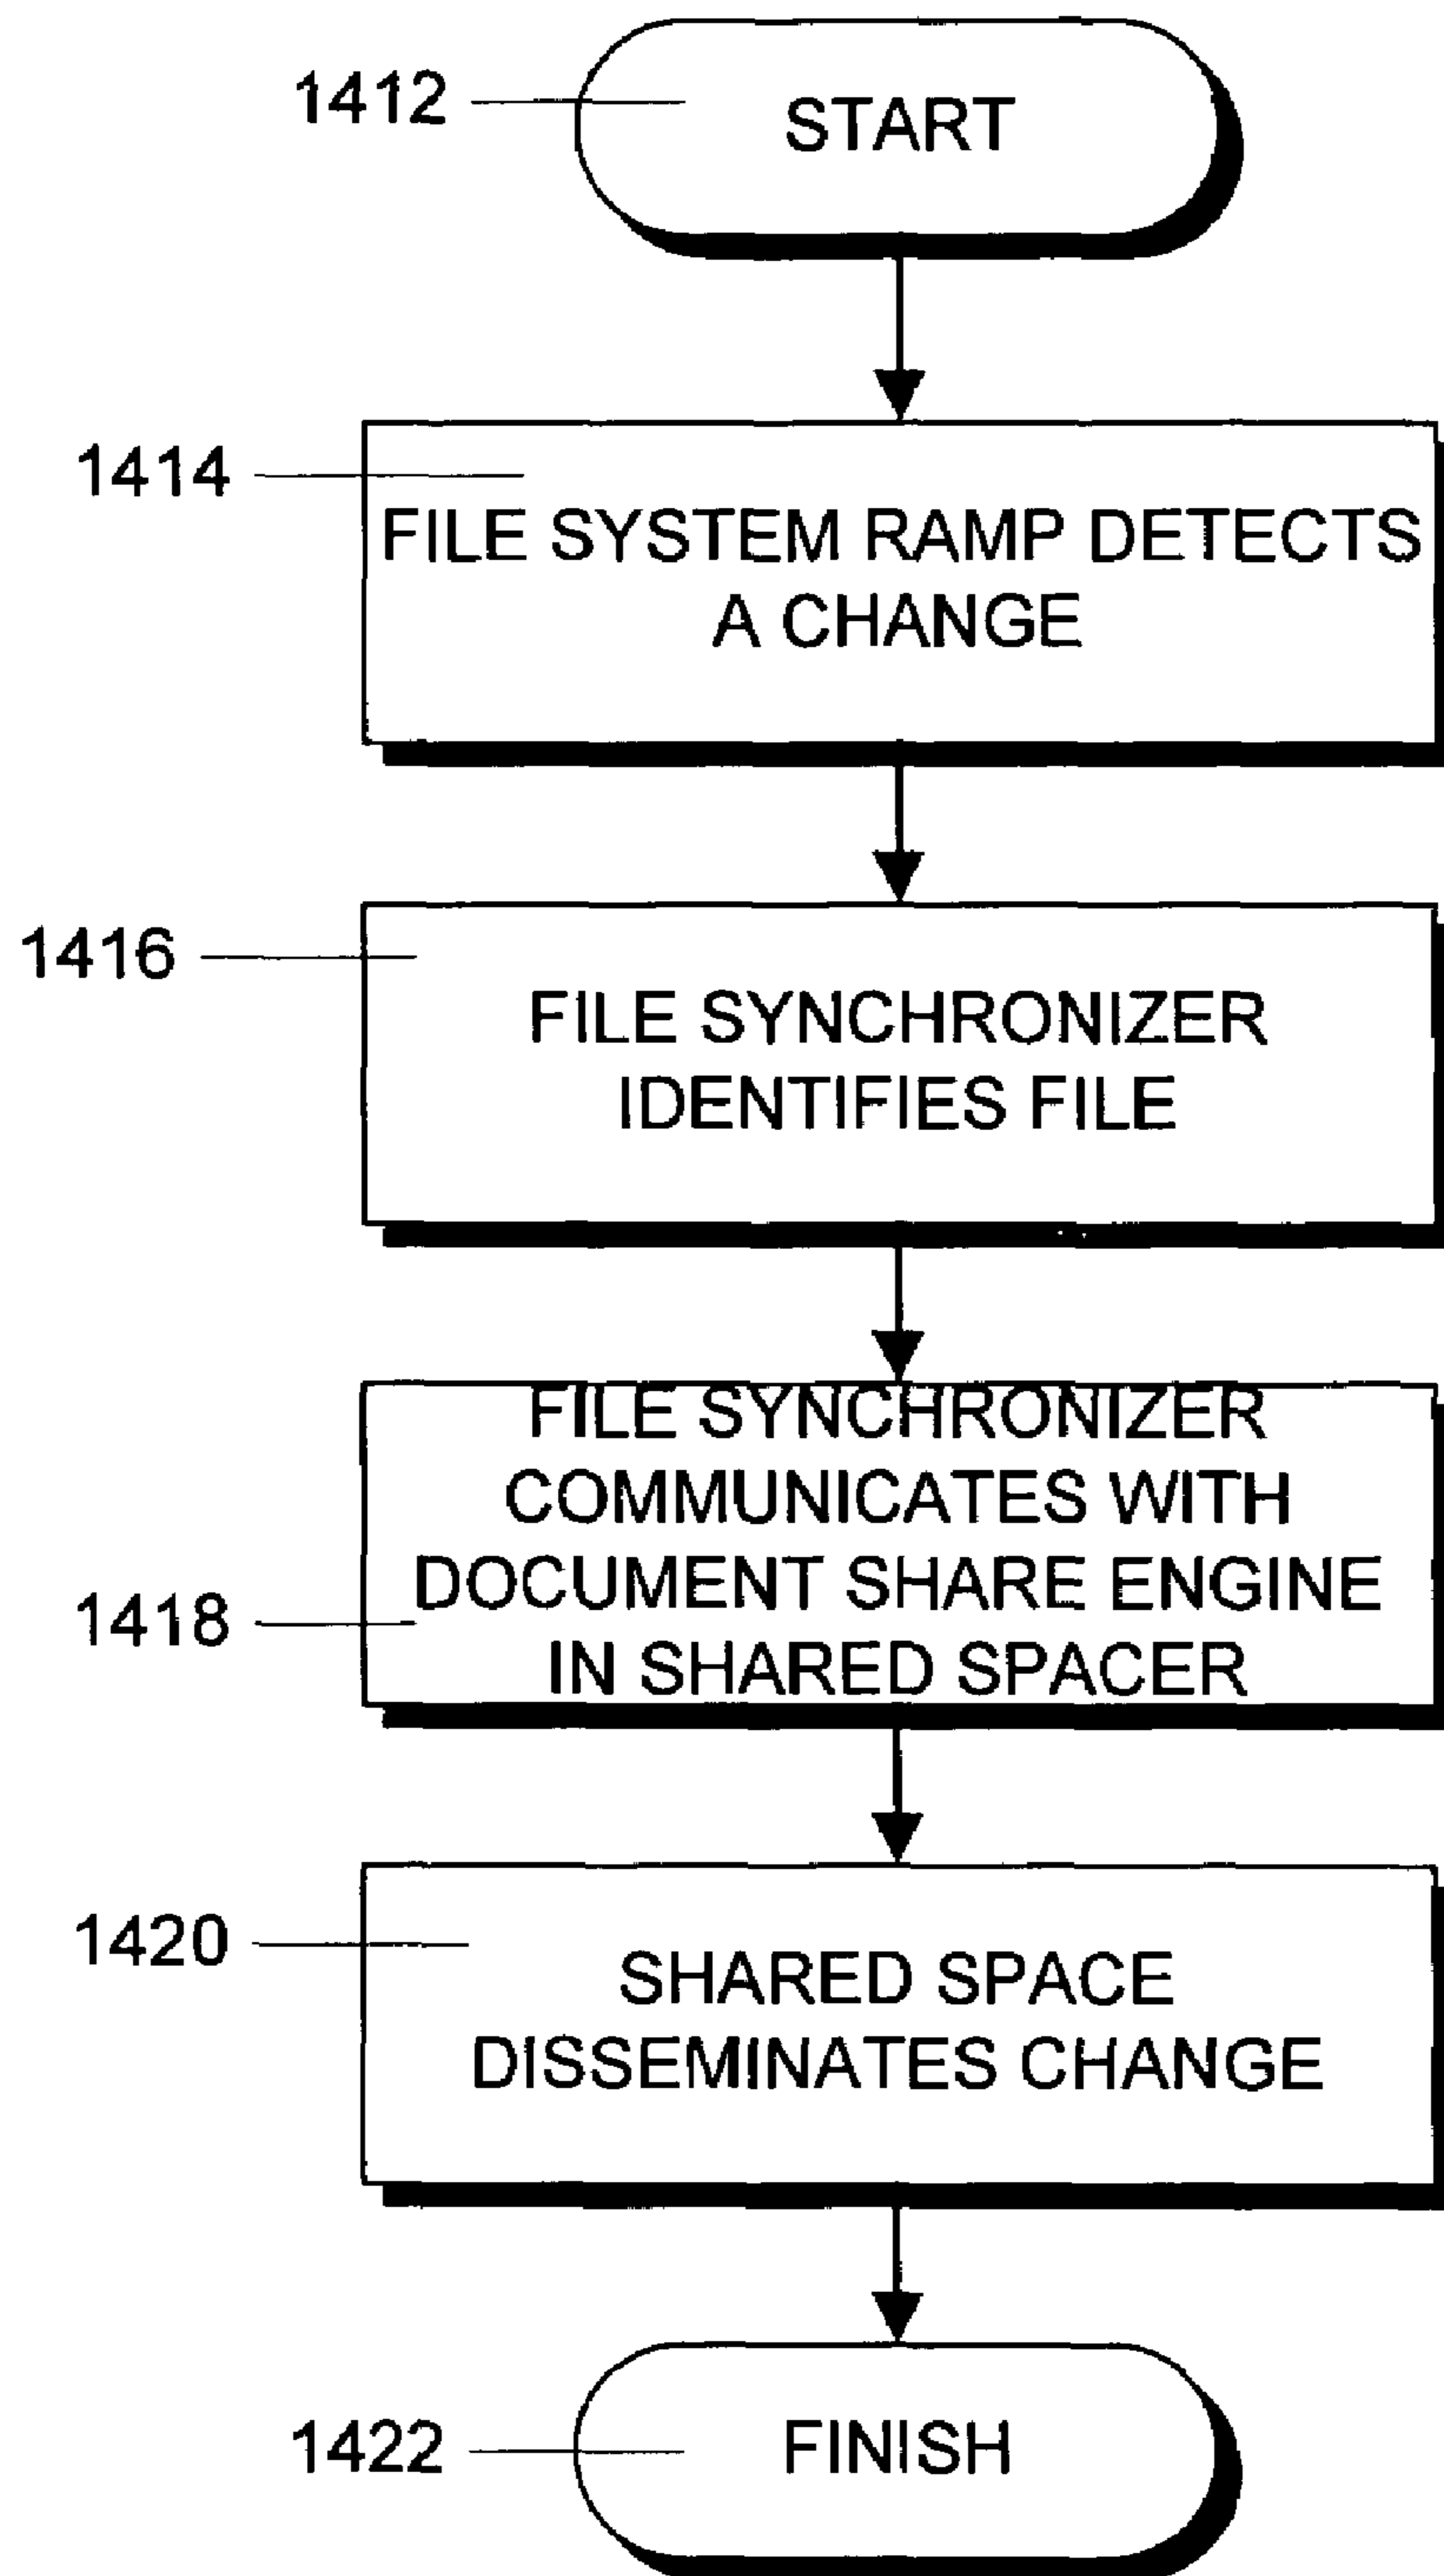 1412
START
1414
FILE SYSTEM RAMP DETECTS
A CHANGE
1416
FILE SYNCHRONIZER
IDENTIFIES FILE
FILE SYNCHRONIZER
COMMUNICATES WITH
DOCUMENT SHARE ENGINE
1418
IN SHARED SPACER
1420
SHARED SPACE
DISSEMINATES CHANGE
1422
FINISH